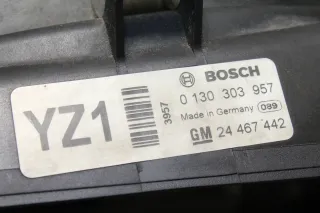 BOSCH
YZ1
3957
0 130 303 957
Made in Germany 089
GM 24 467 442